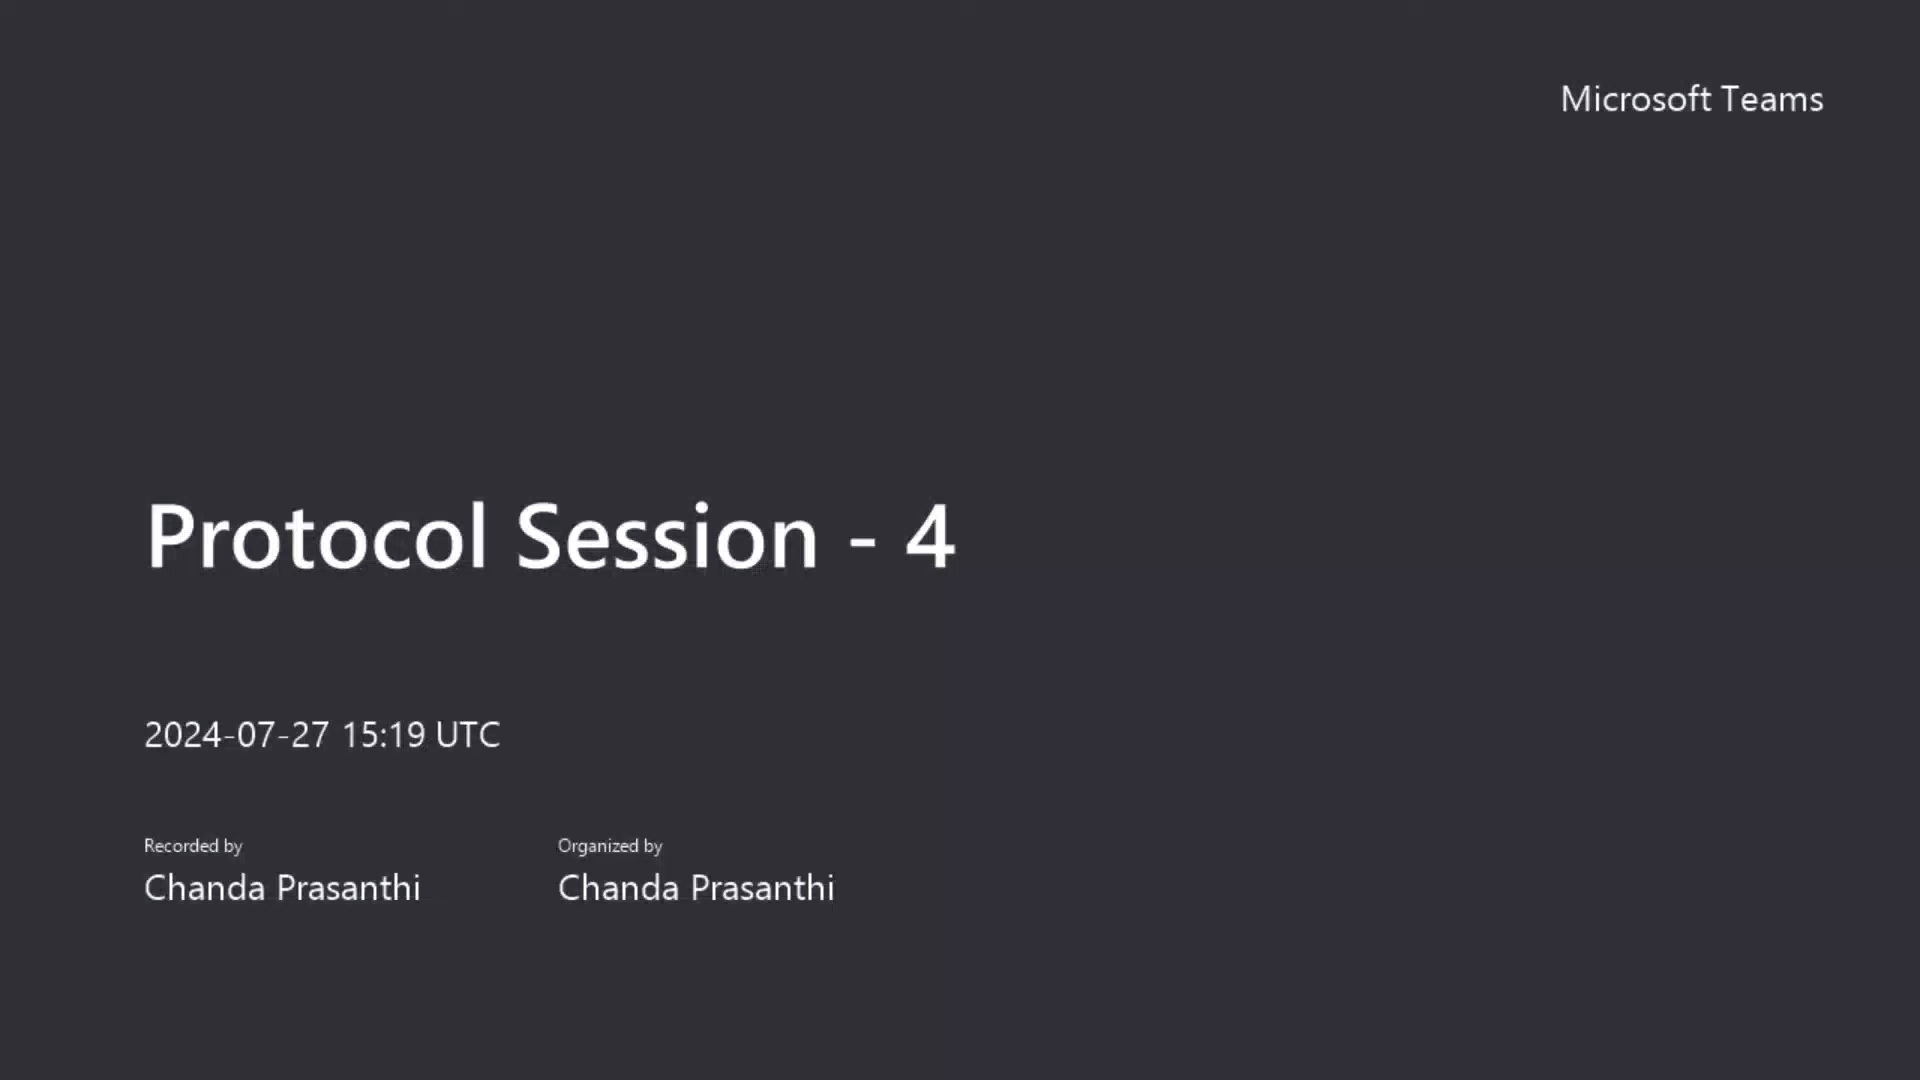 Microsoft Teams
Protocol Session - 4
2024-07-27 15:19 UTC
Recorded by
Chanda Prasanthi
Organized by
Chanda Prasanthi